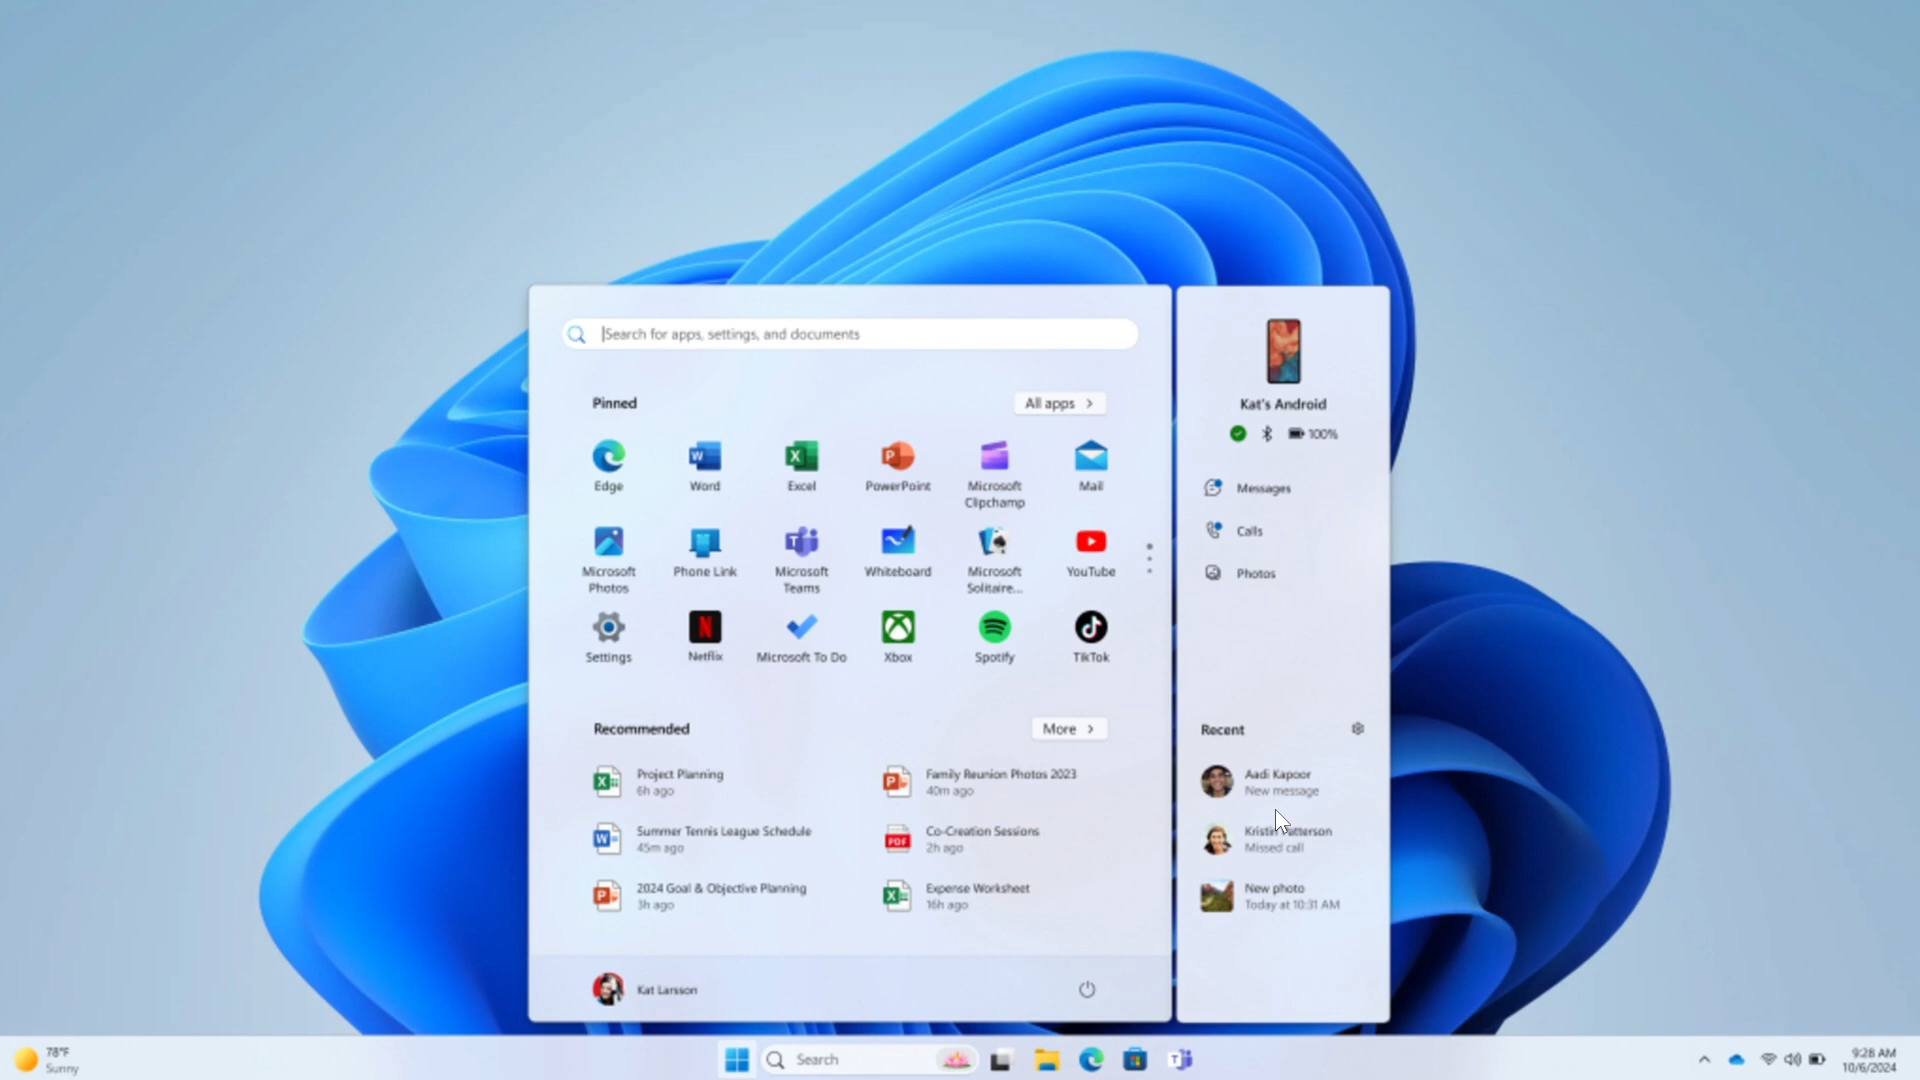 Search for apps, settings, and documents
Pinned
All apps
Edge
Word
Excel
PowerPoint
Microsoft
Clipchamp
Mail
Microsoft
Photos
Phone Link
Microsoft
Teams
Whiteboard
Microsoft
Solitaire...
YouTube
Settings
Netflix
Microsoft To Do
Xbox
Spotify
TikTok
Recommended
More
Project Planning
6h ago
Family Reunion Photos 2023
40m ago
Summer Tennis League Schedule
45m ago
PDF
Co-Creation Sessions
2h ago
2024 Goal & Objective Planning
3h ago
Expense Worksheet
16h ago
Kat Larsson
Kat's Android
100%
Messages
Calls
Photos
Recent
Aadi Kapoor
New message
Kristin
Missed call
New photo
Today at 10:31 AM
78°F
Sunny
Search
9:28 AM
10/6/2024